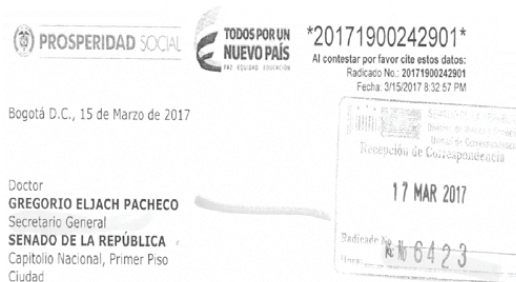 PROSPERIDAD SOCIAL
TODOS POR UN
NUEVO PAÍS
PAZ EQUIDAD EDUCACIÓN
*20171900242901*
Al contestar por favor cite estos datos:
Radicado No.: 20171900242901
Fecha: 3/15/2017 8:32:57 PM
Bogotá D.C., 15 de Marzo de 2017
Recepción de Correspondencia
17 MAR 2017
Radicado No
№ 6423
Hora:
Doctor
GREGORIO ELJACH PACHECO
Secretario General
SENADO DE LA REPÚBLICA
Capitolio Nacional, Primer Piso
Ciudad